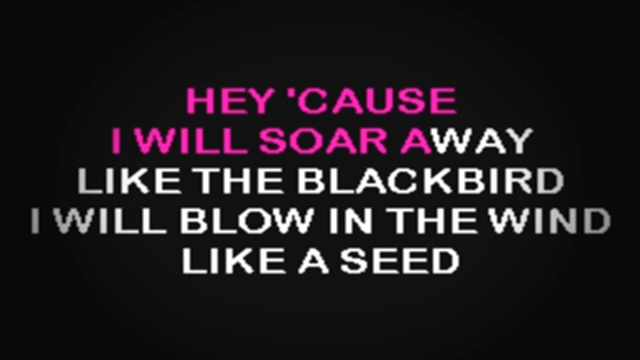 HEY 'CAUSE
I WILL SOAR AWAY
LIKE THE BLACKBIRD
I WILL BLOW IN THE WIND
LIKE A SEED